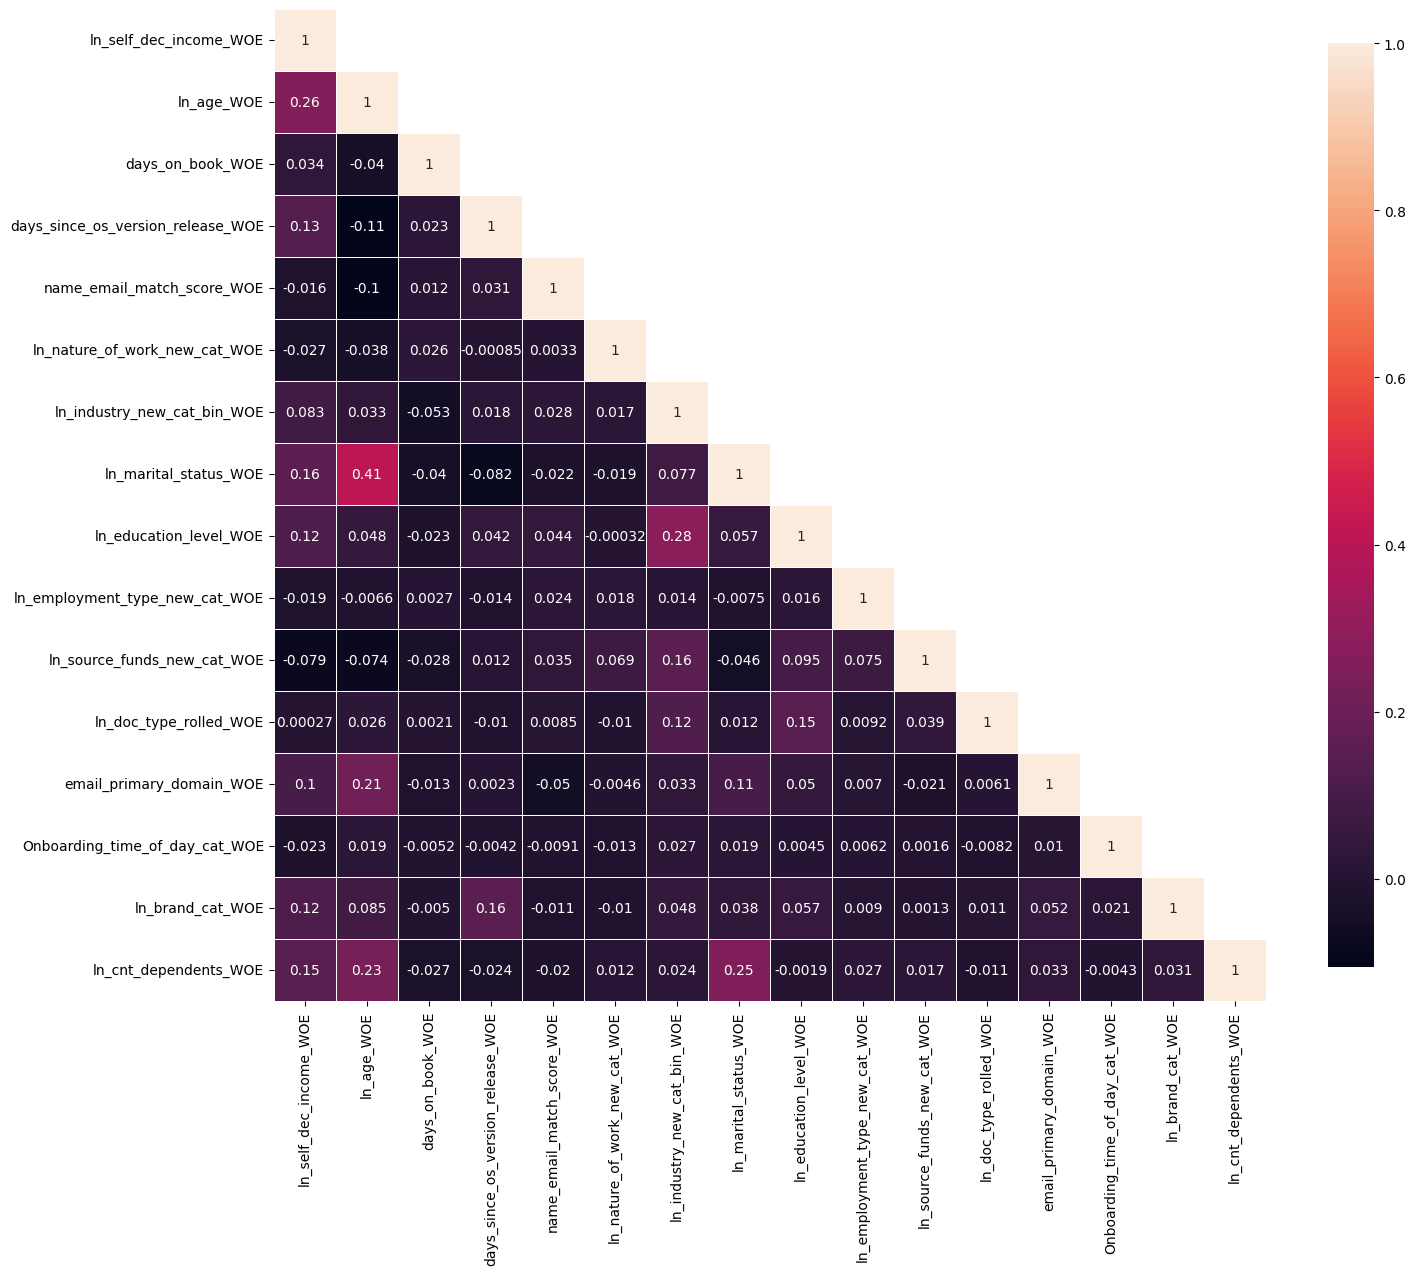 ln_self_dec_income_WOE 1
ln_age_WOE 0.26 1
days_on_book_WOE 0.034 -0.04 1
days_since_os_version_release_WOE 0.13 -0.11 0.023 1
name_email_match_score_WOE -0.016 -0.1 0.012 0.031 1
ln_nature_of_work_new_cat_WOE -0.027 -0.038 0.026 -0.00085 0.0033 1
ln_industry_new_cat_bin_WOE 0.083 0.033 -0.053 0.018 0.028 0.017 1
ln_marital_status_WOE 0.16 0.41 -0.04 -0.082 -0.022 -0.019 0.077 1
ln_education_level_WOE 0.12 0.048 -0.023 0.042 0.044 -0.00032 0.28 0.057 1
ln_employment_type_new_cat_WOE -0.019 -0.0066 0.0027 -0.014 0.024 0.018 0.014 -0.0075 0.016 1
ln_source_funds_new_cat_WOE -0.079 -0.074 -0.028 0.012 0.035 0.069 0.16 -0.046 0.095 0.075 1
ln_doc_type_rolled_WOE 0.00027 0.026 0.0021 -0.01 0.0085 -0.01 0.12 0.012 0.15 0.0092 0.039 1
email_primary_domain_WOE 0.1 0.21 -0.013 0.0023 -0.05 -0.0046 0.033 0.11 0.05 0.007 -0.021 0.0061 1
Onboarding_time_of_day_cat_WOE -0.023 0.019 -0.0052 -0.0042 -0.0091 -0.013 0.027 0.019 0.0045 0.0062 0.0016 -0.0082 0.01 1
ln_brand_cat_WOE 0.12 0.085 -0.005 0.16 -0.011 -0.01 0.048 0.038 0.057 0.009 0.0013 0.011 0.052 0.021 1
ln_cnt_dependents_WOE 0.15 0.23 -0.027 -0.024 -0.02 0.012 0.024 0.25 -0.0019 0.027 0.017 -0.011 0.033 -0.0043 0.031 1
ln_self_dec_income_WOE
ln_age_WOE
days_on_book_WOE
days_since_os_version_release_WOE
name_email_match_score_WOE
ln_nature_of_work_new_cat_WOE
ln_industry_new_cat_bin_WOE
ln_marital_status_WOE
ln_education_level_WOE
ln_employment_type_new_cat_WOE
ln_source_funds_new_cat_WOE
ln_doc_type_rolled_WOE
email_primary_domain_WOE
Onboarding_time_of_day_cat_WOE
ln_brand_cat_WOE
ln_cnt_dependents_WOE
1.0
0.8
0.6
0.4
0.2
0.0